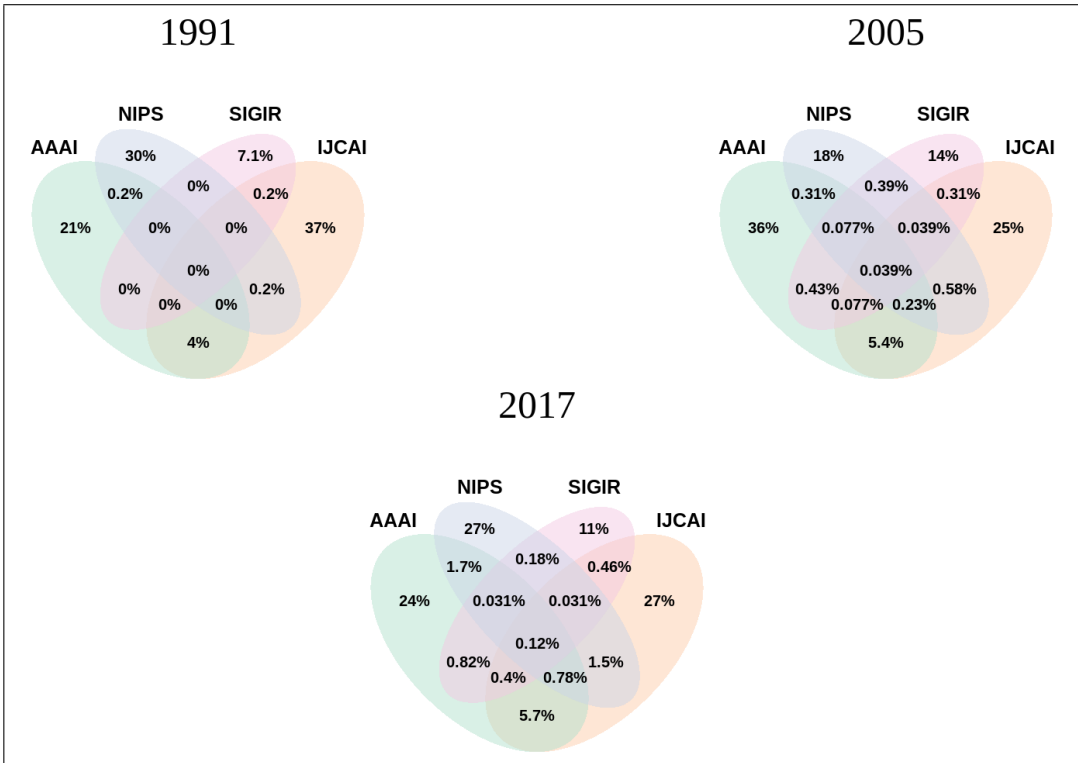 1991
NIPS SIGIR
AAAI IJCAI
30% 7.1%
0.2% 0% 0.2%
21% 0% 0% 37%
0%
0% 0.2%
0% 0%
4%
2005
NIPS SIGIR
AAAI IJCAI
18% 14%
0.31% 0.39% 0.31%
36% 0.077% 0.039% 25%
0.039%
0.43% 0.58%
0.077% 0.23%
5.4%
2017
NIPS SIGIR
AAAI IJCAI
27% 11%
1.7% 0.18% 0.46%
24% 0.031% 0.031% 27%
0.12%
0.82% 1.5%
0.4% 0.78%
5.7%